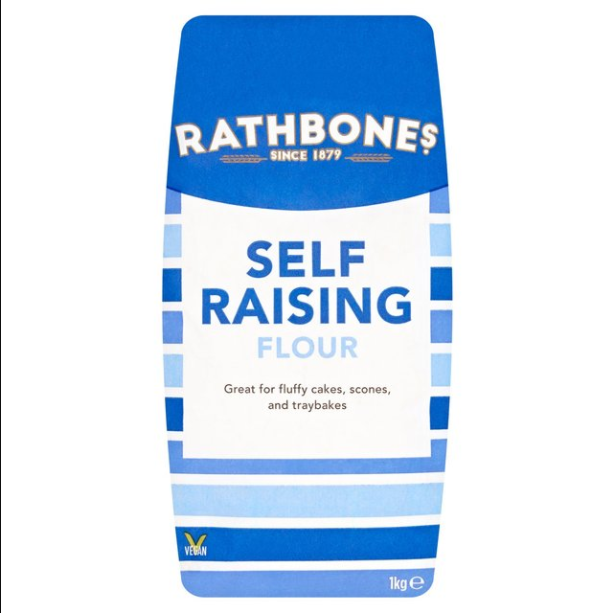 RATHBONES
SINCE 1879
SELF
RAISING
FLOUR
Great for fluffy cakes, scones,
and traybakes
VEGAN
1kg ℮